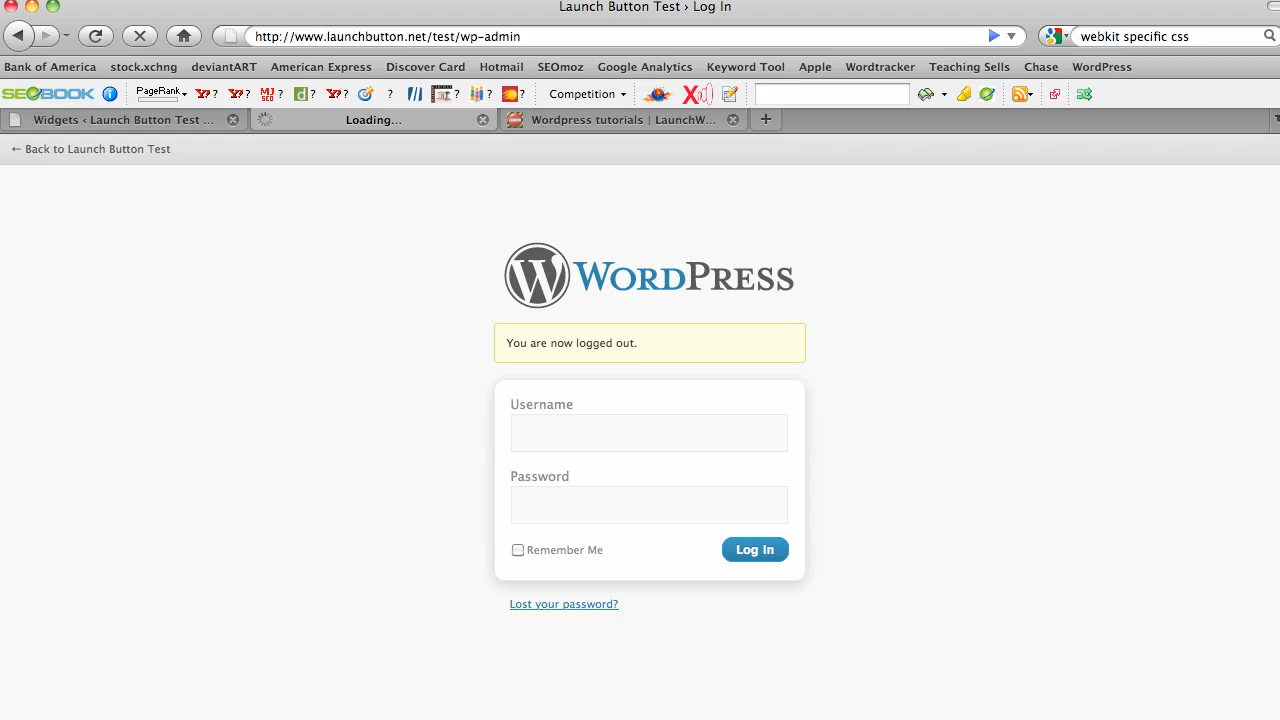 Launch Button Test › Log In
http://www.launchbutton.net/test/wp-admin
webkit specific css
Bank of America stock.xchng deviantART American Express Discover Card Hotmail SEOmoz Google Analytics Keyword Tool Apple Wordtracker Teaching Sells Chase WordPress
SEOBOOK PageRank ? ? MJ SEO ? d ? ? ? ? ? ? ? Competition
Widgets ‹ Launch Button Test ... Loading... Wordpress tutorials | LaunchW...
← Back to Launch Button Test
WORDPRESS
You are now logged out.
Username
Password
Remember Me Log In
Lost your password?